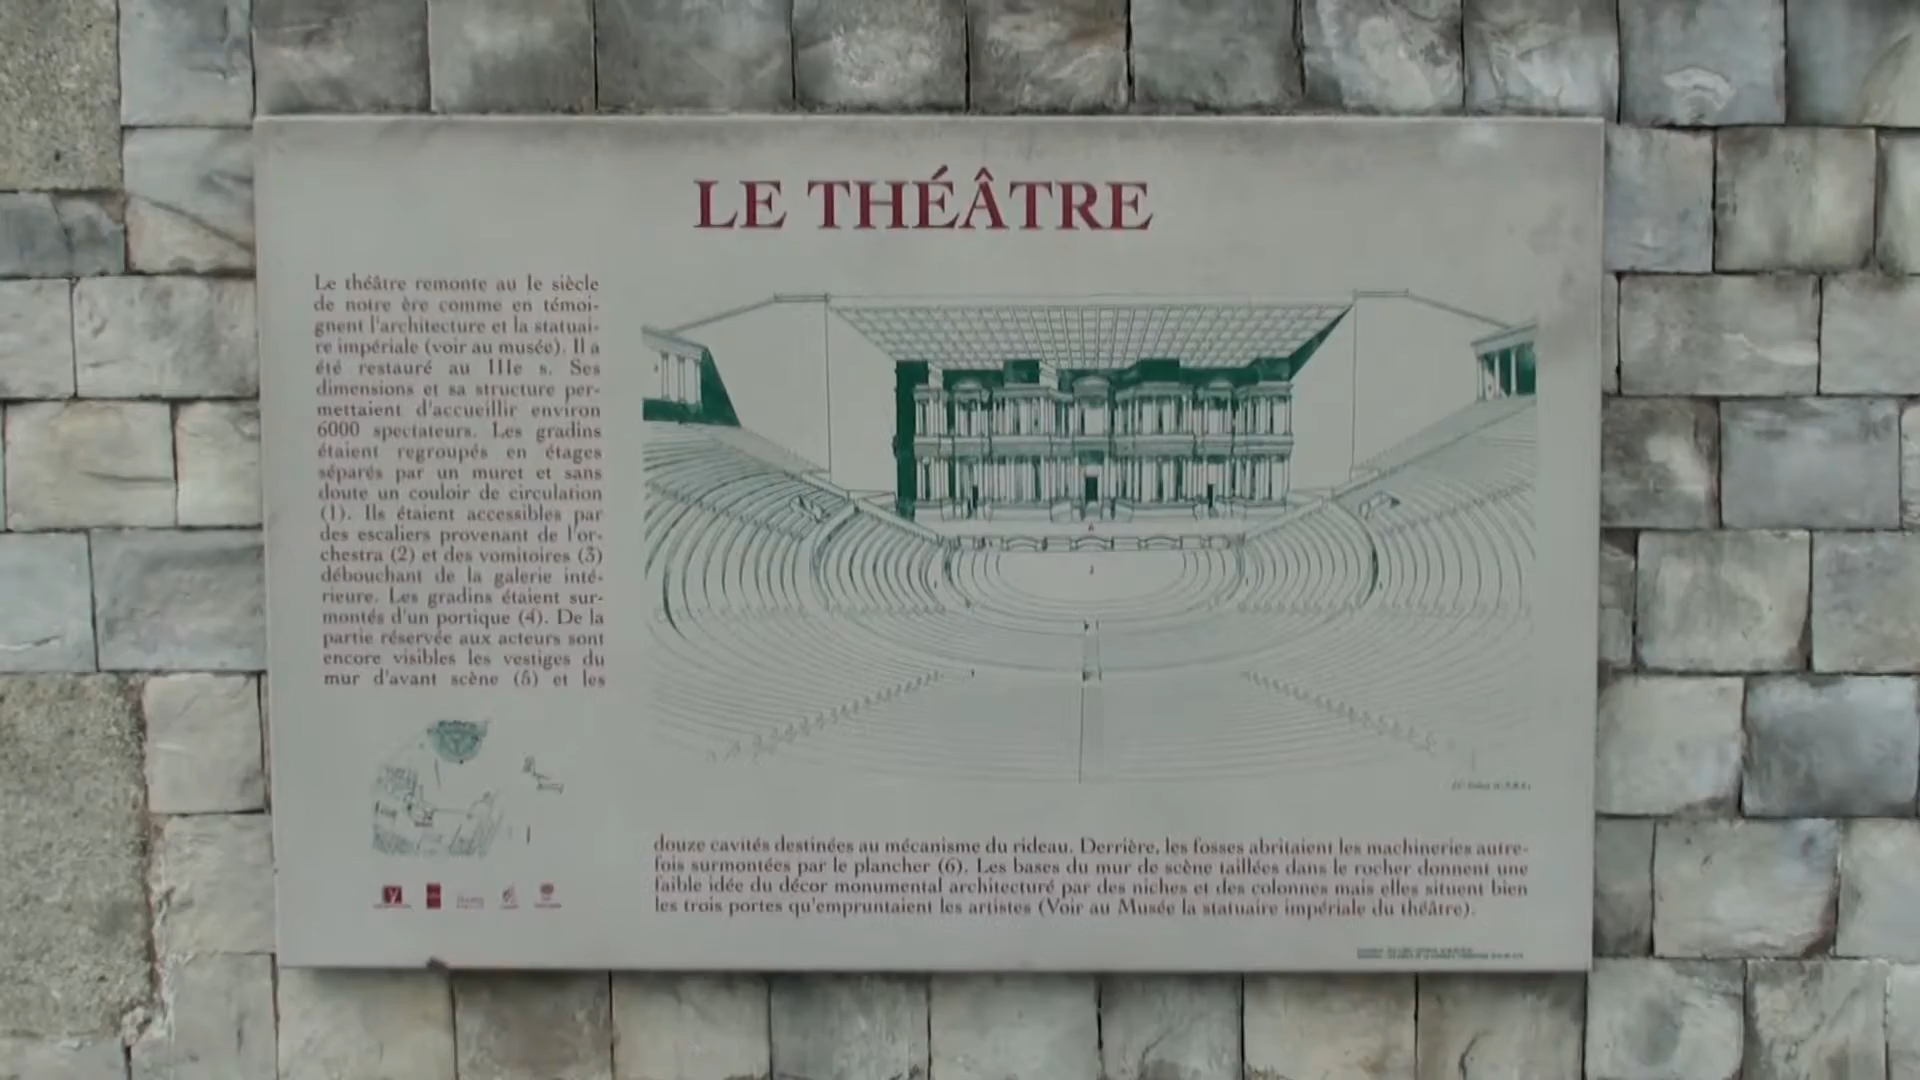 LE THÉÂTRE
Le théâtre remonte au Ie siècle
de notre ère comme en témoi-
gnent l'architecture et la statuai-
re impériale (voir au musée). Il a
été restauré au IIIe s. Ses
dimensions et sa structure per-
mettaient d'accueillir environ
6000 spectateurs. Les gradins
étaient regroupés en étages
séparés par un muret et sans
doute un couloir de circulation
(1). Ils étaient accessibles par
des escaliers provenant de l'or-
chestra (2) et des vomitoires (3)
débouchant de la galerie inté-
rieure. Les gradins étaient sur-
montés d'un portique (4). De la
partie réservée aux acteurs sont
encore visibles les vestiges du
mur d'avant scène (5) et les
douze cavités destinées au mécanisme du rideau. Derrière, les fosses abritaient les machineries autre-
fois surmontées par le plancher (6). Les bases du mur de scène taillées dans le rocher donnent une
faible idée du décor monumental architecturé par des niches et des colonnes mais elles situent bien
les trois portes qu'empruntaient les artistes (Voir au Musée la statuaire impériale du théâtre).